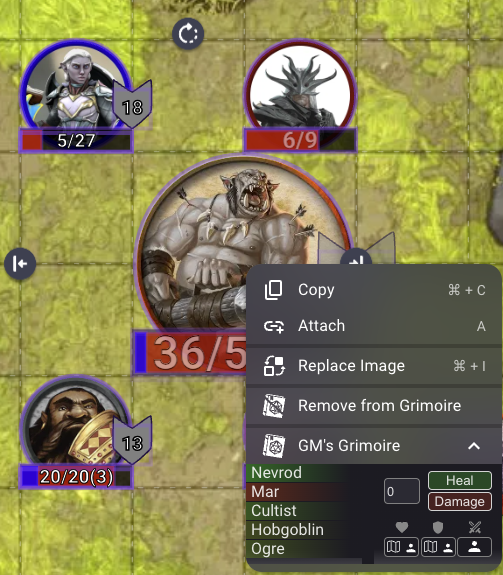 18
5/27
6/9
36/5
Copy ⌘ + C
Attach A
Replace Image ⌘ + I
Remove from Grimoire
GM's Grimoire
13
20/20(3)
Nevrod
Mar
Cultist
Hobgoblin
Ogre
0
Heal
Damage